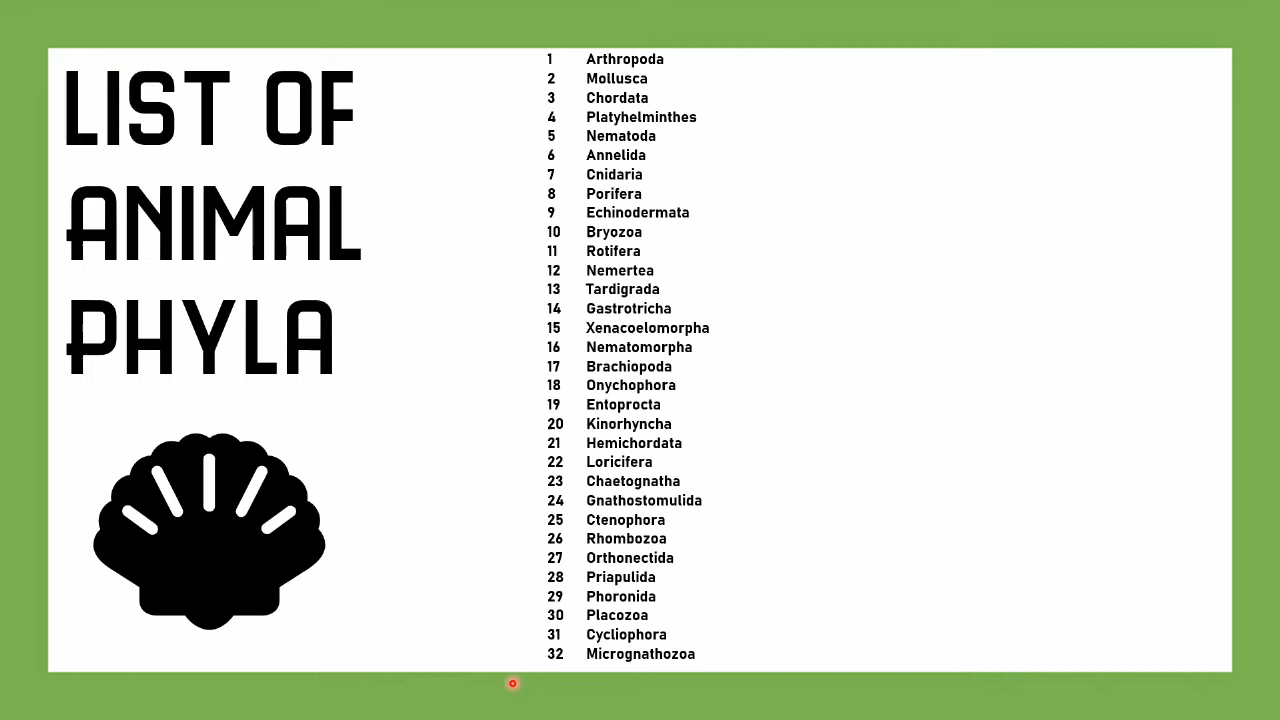 LIST OF
ANIMAL
PHYLA
1 Arthropoda
2 Mollusca
3 Chordata
4 Platyhelminthes
5 Nematoda
6 Annelida
7 Cnidaria
8 Porifera
9 Echinodermata
10 Bryozoa
11 Rotifera
12 Nemertea
13 Tardigrada
14 Gastrotricha
15 Xenacoelomorpha
16 Nematomorpha
17 Brachiopoda
18 Onychophora
19 Entoprocta
20 Kinorhyncha
21 Hemichordata
22 Loricifera
23 Chaetognatha
24 Gnathostomulida
25 Ctenophora
26 Rhombozoa
27 Orthonectida
28 Priapulida
29 Phoronida
30 Placozoa
31 Cycliophora
32 Micrognathozoa